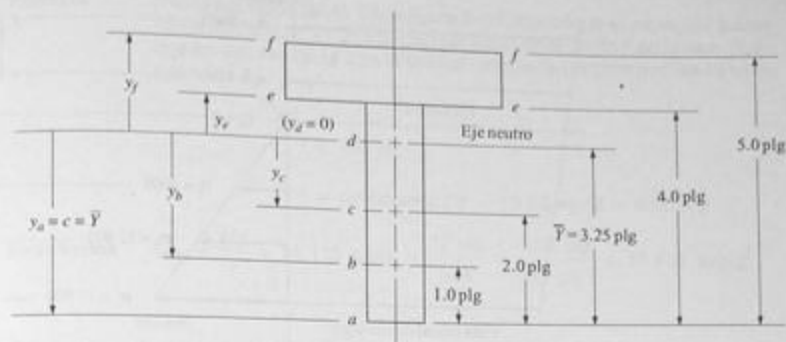 f
f
y_f
e
e
y_e
(y_d = 0)
d
Eje neutro
5.0 plg
y_c
4.0 plg
y_b
c
y_a = c = Y̅
Y̅ = 3.25 plg
b
2.0 plg
1.0 plg
a